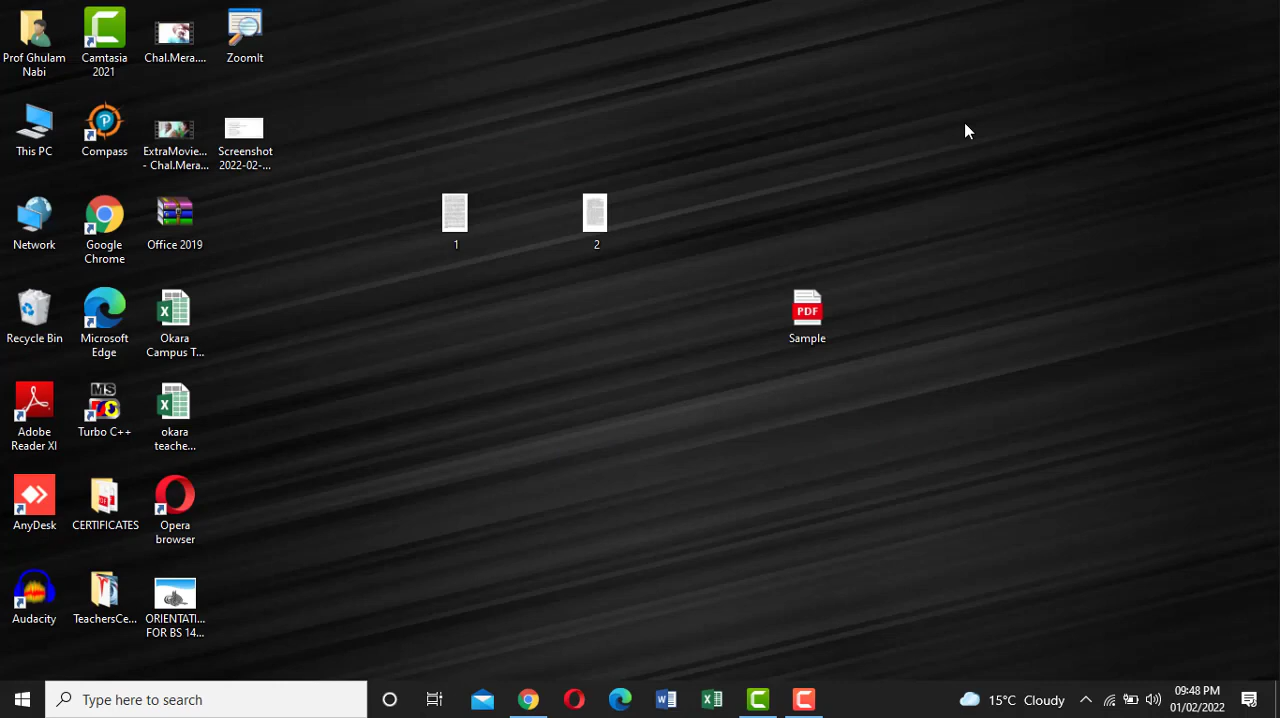 Prof Ghulam
Nabi
Camtasia
2021
Chal.Mera....
ZoomIt
This PC
Compass
ExtraMovie...
- Chal.Mera...
Screenshot
2022-02-...
Network
Google
Chrome
Office 2019
1
2
Recycle Bin
Microsoft
Edge
Okara
Campus T...
PDF
Sample
Adobe
Reader XI
MS
Turbo C++
okara
teache...
AnyDesk
CERTIFICATES
Opera
browser
Audacity
TeachersCe...
ORIENTATI...
FOR BS 14...
Type here to search
15°C Cloudy
09:48 PM
01/02/2022